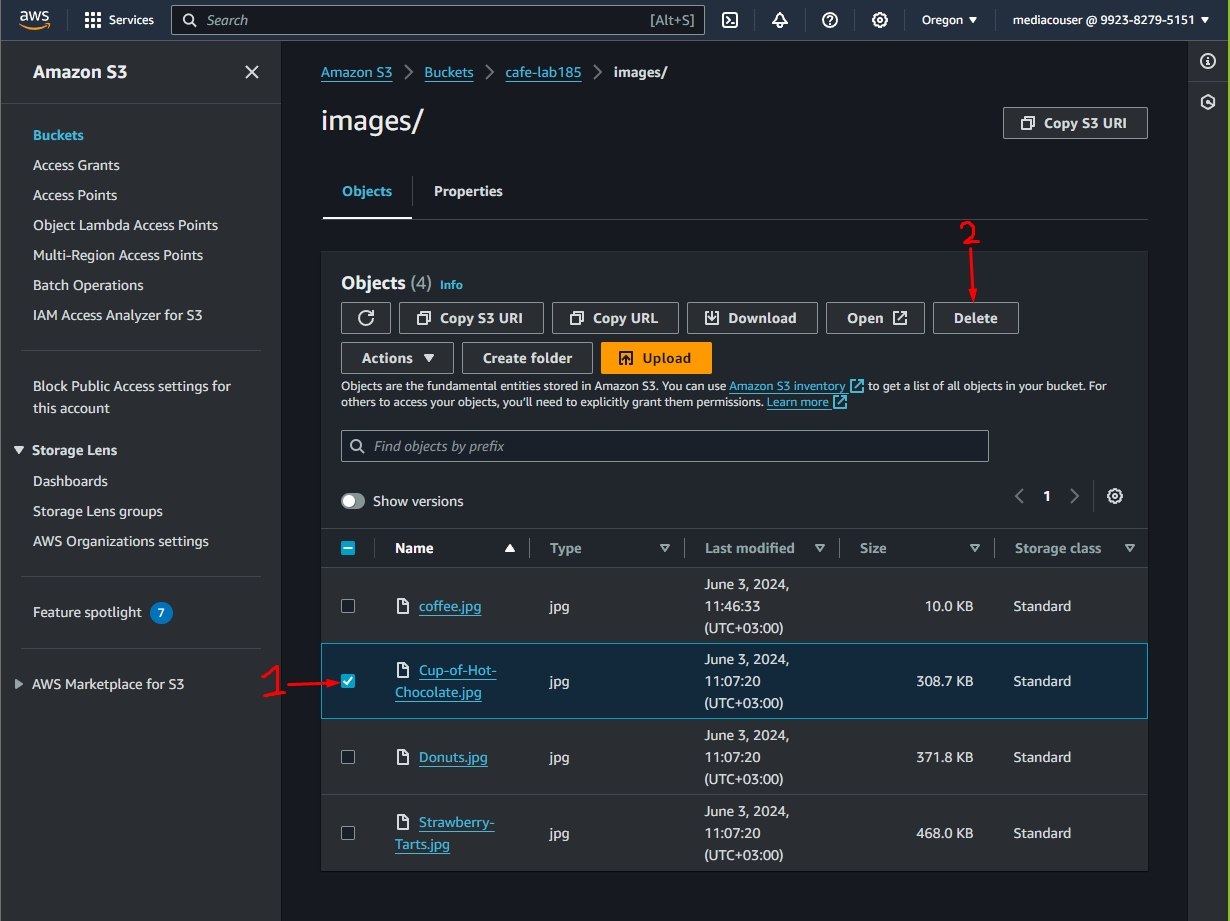 aws
Services
Search
[Alt+S]
Oregon
mediacouser @ 9923-8279-5151
Amazon S3
Buckets
Access Grants
Access Points
Object Lambda Access Points
Multi-Region Access Points
Batch Operations
IAM Access Analyzer for S3
Block Public Access settings for
this account
Storage Lens
Dashboards
Storage Lens groups
AWS Organizations settings
Feature spotlight 7
AWS Marketplace for S3
Amazon S3 Buckets cafe-lab185 images/
images/
Copy S3 URI
Objects Properties
2
Objects (4) Info
Copy S3 URI Copy URL Download Open Delete
Actions Create folder Upload
Objects are the fundamental entities stored in Amazon S3. You can use Amazon S3 inventory to get a list of all objects in your bucket. For
others to access your objects, you'll need to explicitly grant them permissions. Learn more
Find objects by prefix
Show versions
1
Name Type Last modified Size Storage class
coffee.jpg jpg June 3, 2024,
11:46:33
(UTC+03:00) 10.0 KB Standard
1
Cup-of-Hot-
Chocolate.jpg jpg June 3, 2024,
11:07:20
(UTC+03:00) 308.7 KB Standard
Donuts.jpg jpg June 3, 2024,
11:07:20
(UTC+03:00) 371.8 KB Standard
Strawberry-
Tarts.jpg jpg June 3, 2024,
11:07:20
(UTC+03:00) 468.0 KB Standard